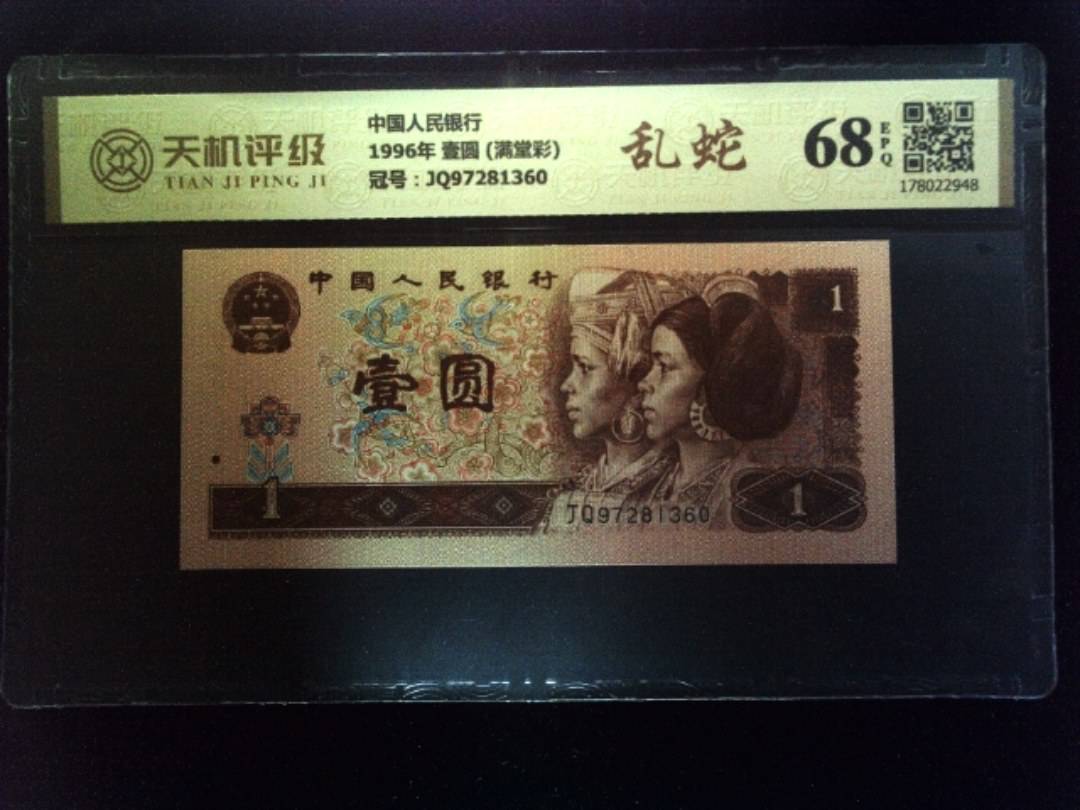 天机评级
TIAN JI PING JI
中国人民银行
1996年 壹圆 (满堂彩)
冠号：JQ97281360
乱蛇
68
EPQ
178022948
中国人民银行
1
壹圆
1
JQ97281360
1